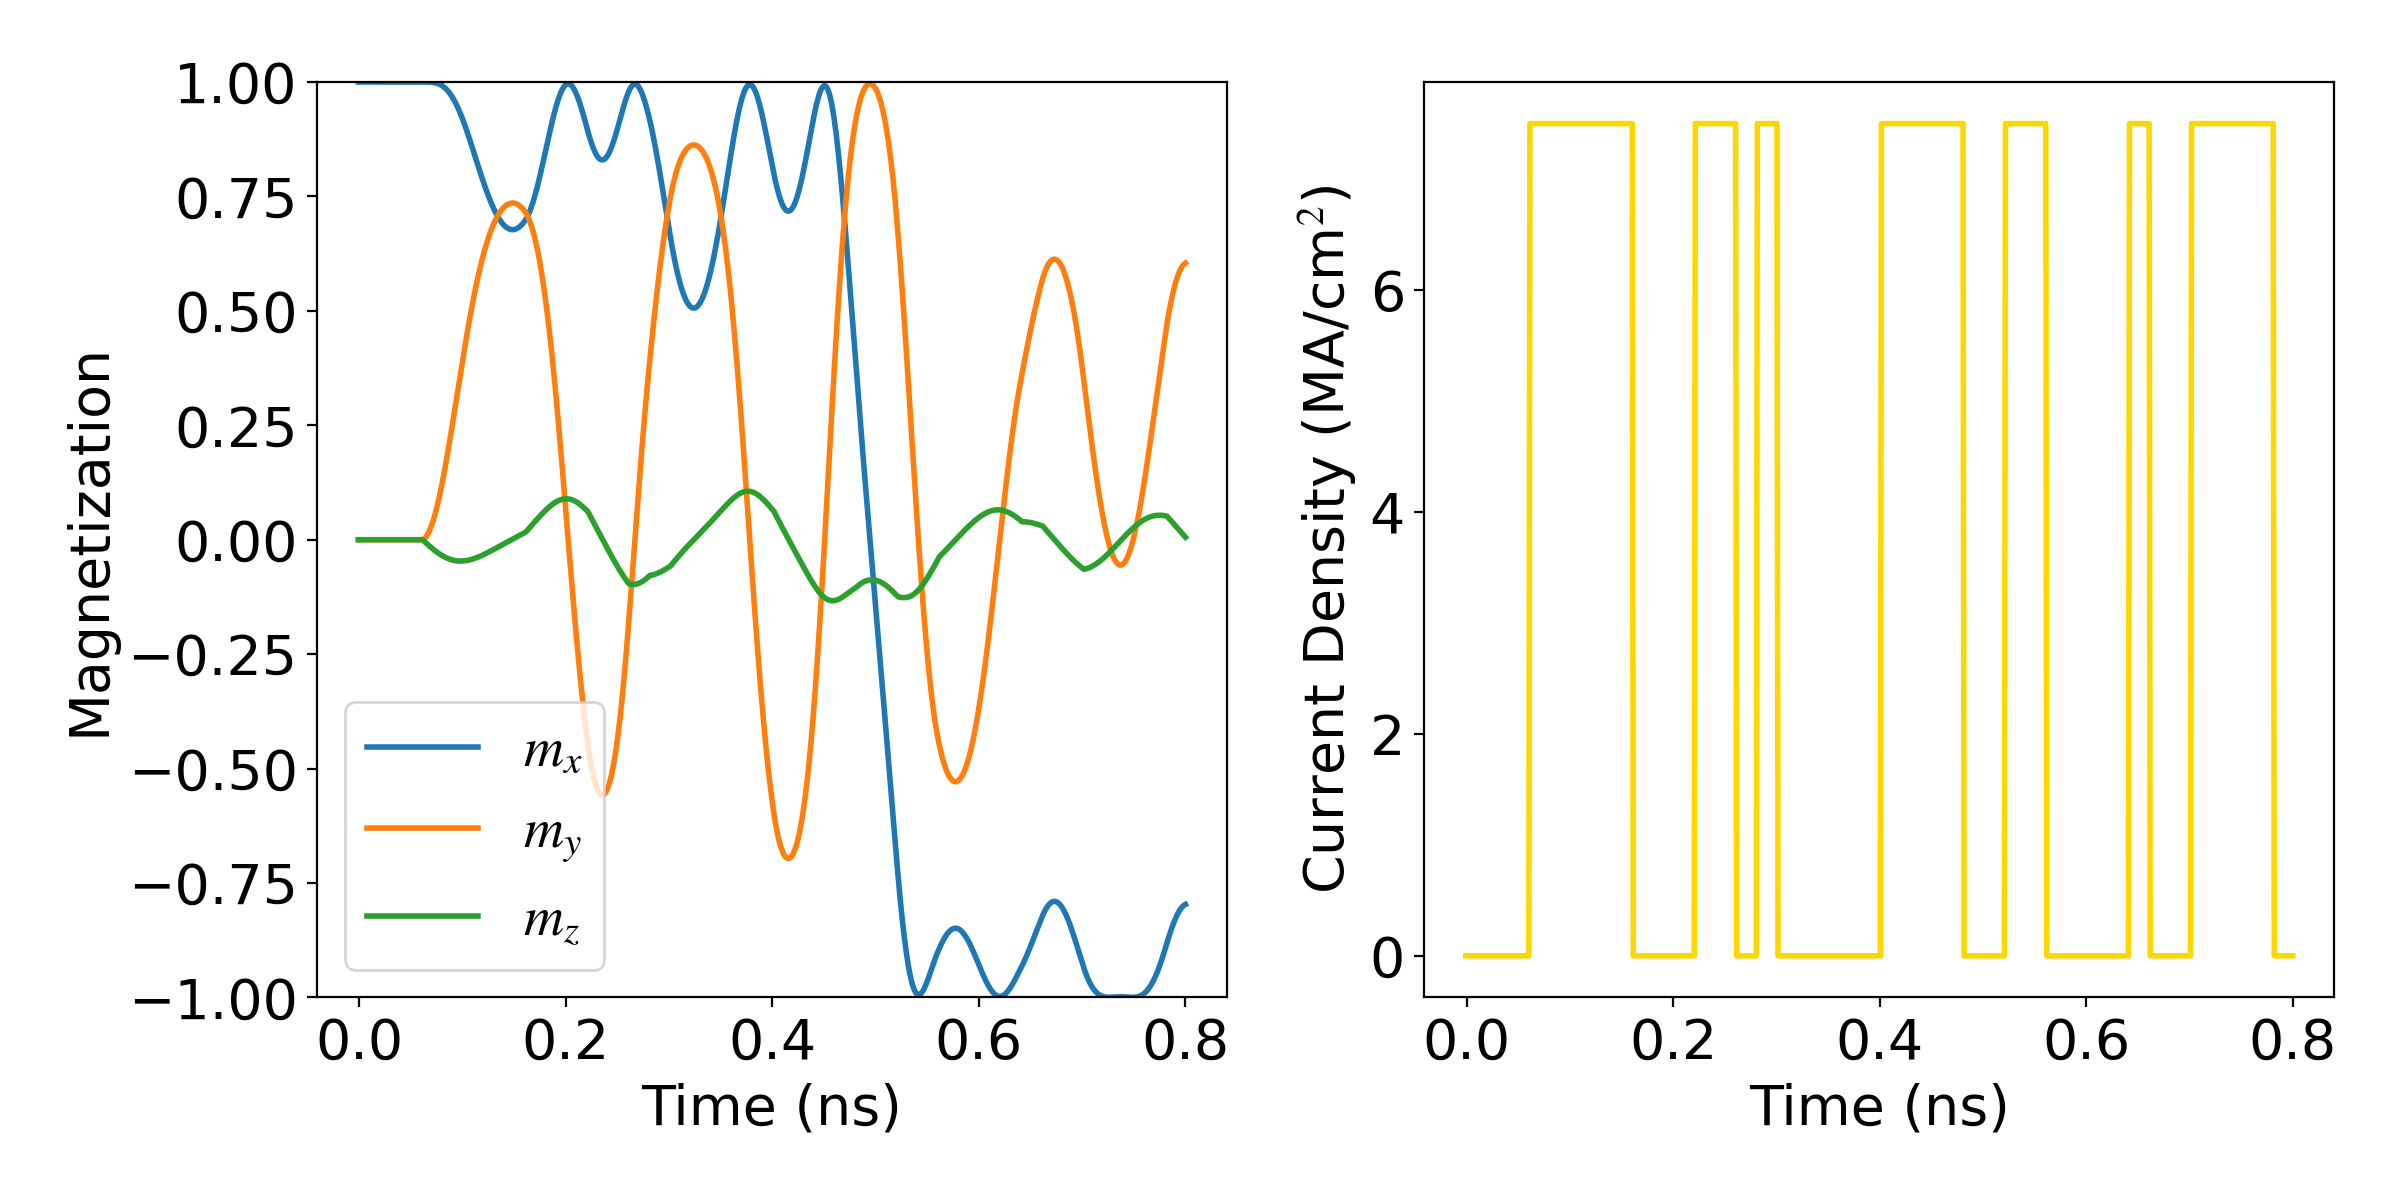 1.00
0.75
0.50
0.25
0.00
−0.25
−0.50
−0.75
−1.00
Magnetization
m_x
m_y
m_z
0.0 0.2 0.4 0.6 0.8
Time (ns)
6
4
2
0
Current Density (MA/cm²)
0.0 0.2 0.4 0.6 0.8
Time (ns)